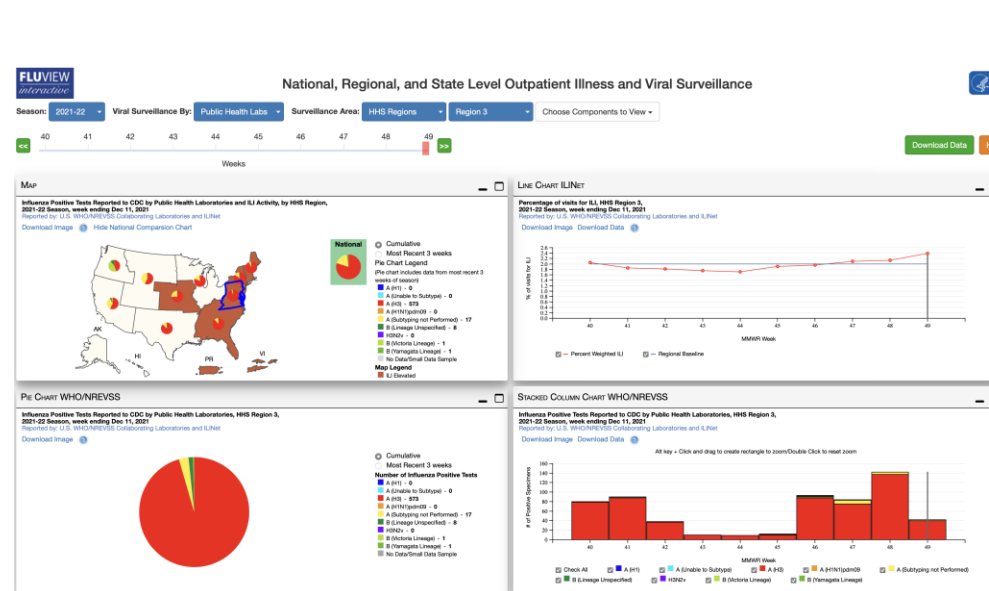 FLUVIEW
interactive
National, Regional, and State Level Outpatient Illness and Viral Surveillance
Season: 2021-22 Viral Surveillance By: Public Health Labs Surveillance Area: HHS Regions Region 3 Choose Components to View
40 41 42 43 44 45 46 47 48 49
<< >>
Weeks
Download Data
MAP
Influenza Positive Tests Reported to CDC by Public Health Laboratories and ILI Activity, by HHS Region,
2021-22 Season, week ending Dec 11, 2021
Reported by: U.S. WHO/NREVSS Collaborating Laboratories and ILINet
Download Image Hide National Comparsion Chart
National
Cumulative
Most Recent 3 weeks
Pie Chart Legend
(Pie chart includes data from most recent 3
weeks of season)
A (H1) - 0
A (Unable to Subtype) - 0
A (H3) - 573
A (H1N1)pdm09 - 0
A (Subtyping not Performed) - 17
B (Lineage Unspecified) - 8
H3N2v - 0
B (Victoria Lineage) - 1
B (Yamagata Lineage) - 1
No Data/Small Data Sample
Map Legend
ILI Elevated
AK
HI
PR
VI
LINE CHART ILINET
Percentage of visits for ILI, HHS Region 3,
2021-22 Season, week ending Dec 11, 2021
Reported by: U.S. WHO/NREVSS Collaborating Laboratories and ILINet
Download Image Download Data
% of visits for ILI
2.6
2.4
2.2
2.0
1.8
1.6
1.4
1.2
1.0
0.8
0.6
0.4
0.2
0.0
40 41 42 43 44 45 46 47 48 49
MMWR Week
Percent Weighted ILI Regional Baseline
PIE CHART WHO/NREVSS
Influenza Positive Tests Reported to CDC by Public Health Laboratories, HHS Region 3,
2021-22 Season, week ending Dec 11, 2021
Reported by: U.S. WHO/NREVSS Collaborating Laboratories and ILINet
Download Image
Cumulative
Most Recent 3 weeks
Number of Influenza Positive Tests
A (H1) - 0
A (Unable to Subtype) - 0
A (H3) - 573
A (H1N1)pdm09 - 0
A (Subtyping not Performed) - 17
B (Lineage Unspecified) - 8
H3N2v - 0
B (Victoria Lineage) - 1
B (Yamagata Lineage) - 1
No Data/Small Data Sample
STACKED COLUMN CHART WHO/NREVSS
Influenza Positive Tests Reported to CDC by Public Health Laboratories, HHS Region 3,
2021-22 Season, week ending Dec 11, 2021
Reported by: U.S. WHO/NREVSS Collaborating Laboratories and ILINet
Download Image Download Data
Alt key + Click and drag to create rectangle to zoom/Double Click to reset zoom
# of Positive Specimens
160
140
120
100
80
60
40
20
0
40 41 42 43 44 45 46 47 48 49
MMWR Week
Check All A (H1) A (Unable to Subtype) A (H3) A (H1N1)pdm09 A (Subtyping not Performed)
B (Lineage Unspecified) H3N2v B (Victoria Lineage) B (Yamagata Lineage)